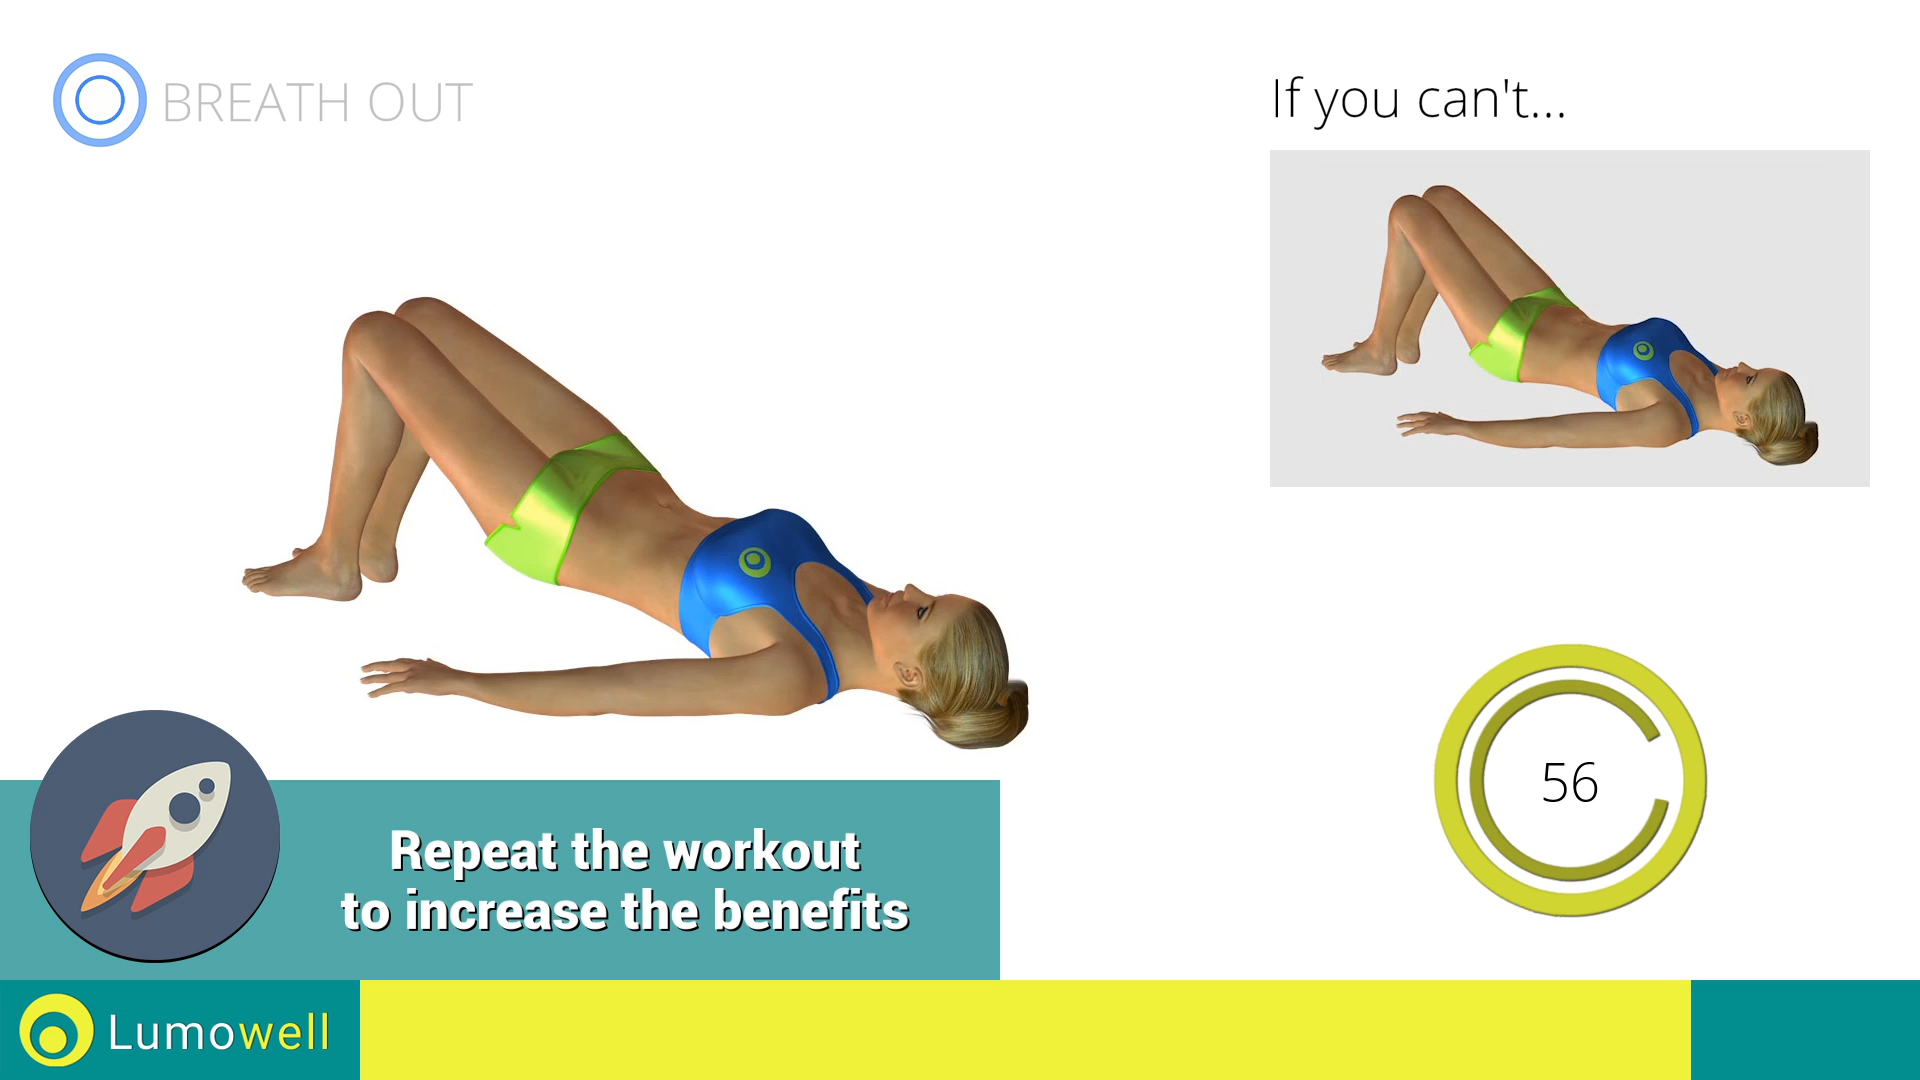 BREATH OUT
If you can't...
56
Repeat the workout
to increase the benefits
Lumowell